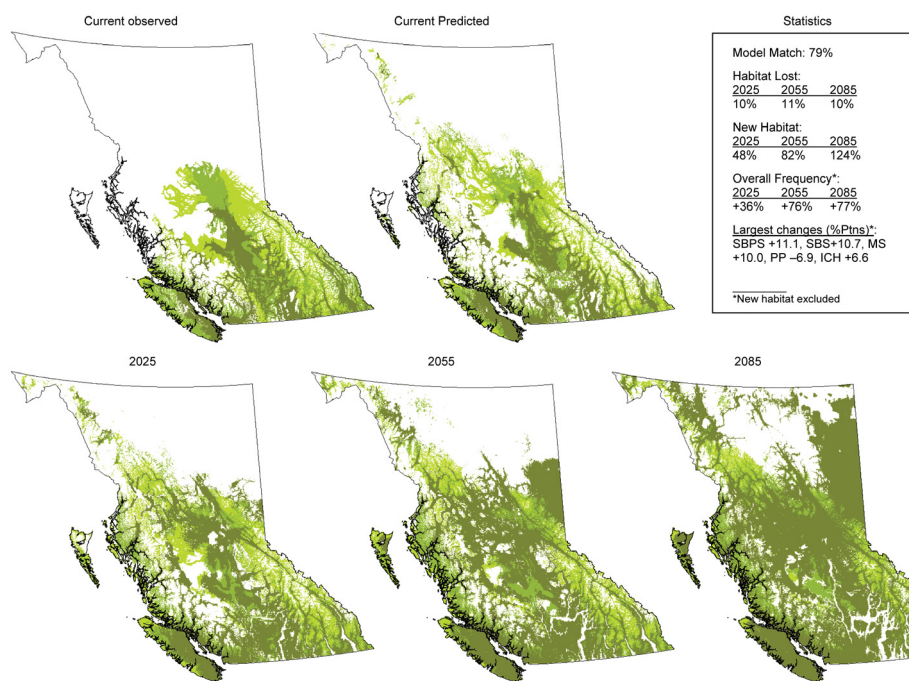 Current observed
Current Predicted
Statistics
Model Match: 79%
Habitat Lost:
2025 2055 2085
10% 11% 10%
New Habitat:
2025 2055 2085
48% 82% 124%
Overall Frequency*:
2025 2055 2085
+36% +76% +77%
Largest changes (%Ptns)*:
SBPS +11.1, SBS+10.7, MS
+10.0, PP –6.9, ICH +6.6
*New habitat excluded
2025
2055
2085